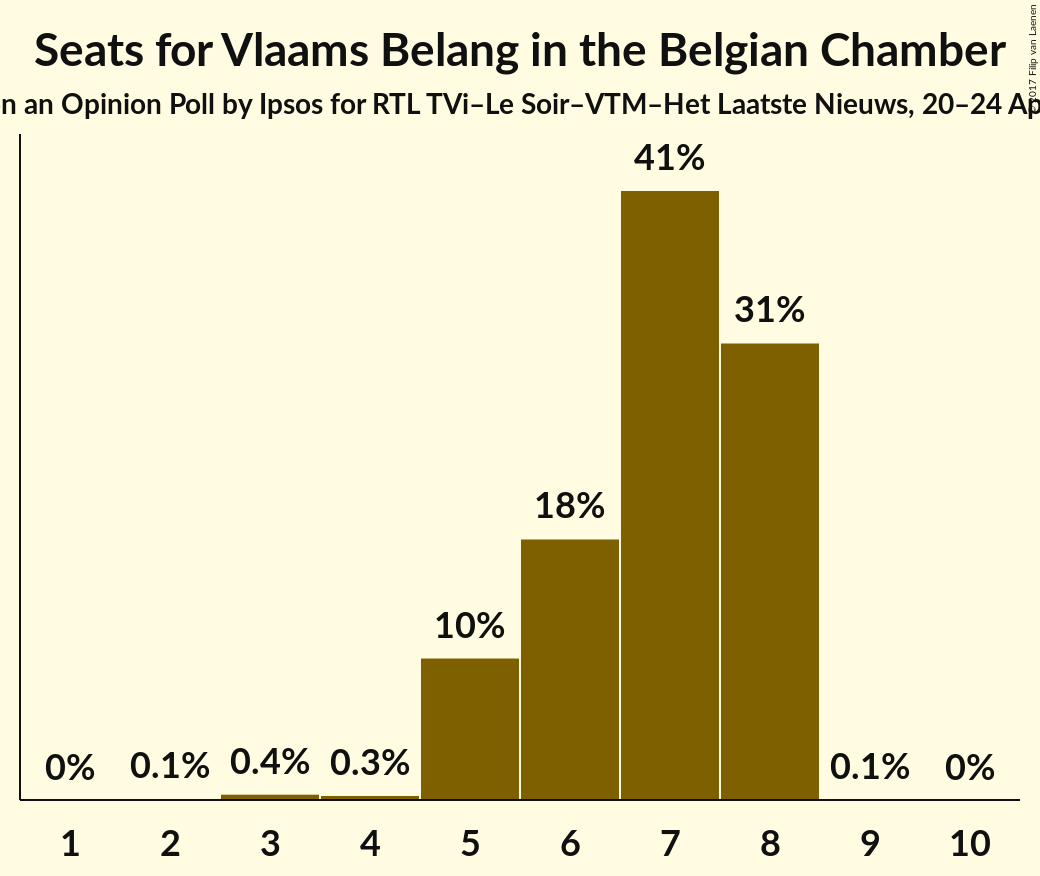 Seats for Vlaams Belang in the Belgian Chamber
an Opinion Poll by Ipsos for RTL TVi–Le Soir–VTM–Het Laatste Nieuws, 20–24
2017 Filip van Laenen
41%
31%
18%
10%
0% 0.1% 0.4% 0.3% 0.1% 0%
1 2 3 4 5 6 7 8 9 10